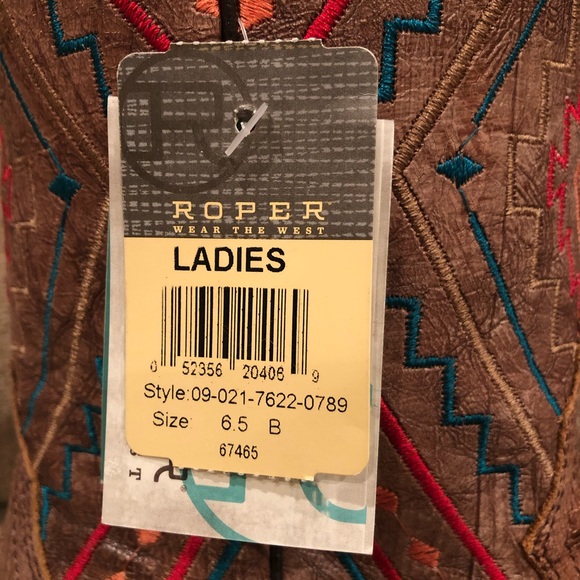 ROPER
WEAR THE WEST
LADIES
0 52356 20406 9
Style:09-021-7622-0789
Size: 6.5 B
67465